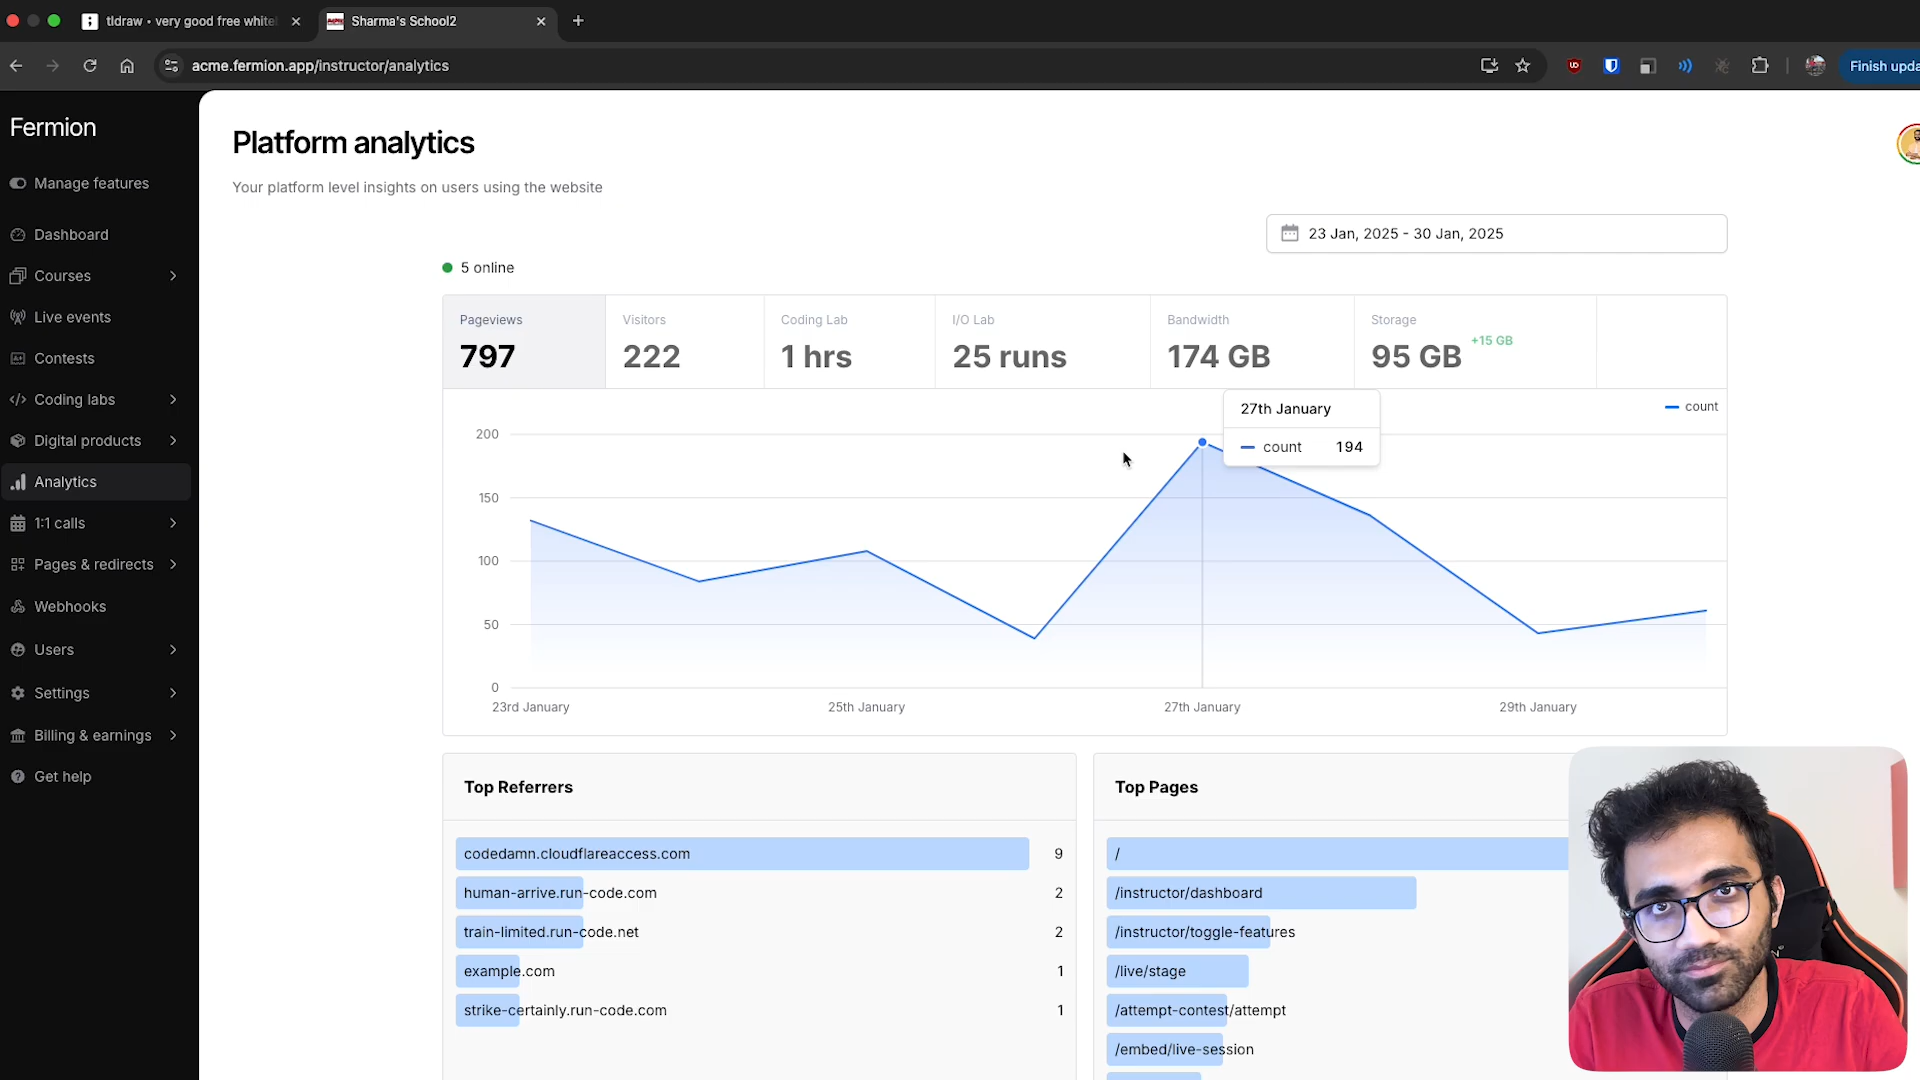 tldraw • very good free white
Sharma's School2
acme.fermion.app/instructor/analytics
Finish upda
Fermion
Manage features
Dashboard
Courses
Live events
Contests
Coding labs
Digital products
Analytics
1:1 calls
Pages & redirects
Webhooks
Users
Settings
Billing & earnings
Get help
Platform analytics
Your platform level insights on users using the website
23 Jan, 2025 - 30 Jan, 2025
5 online
Pageviews
797
Visitors
222
Coding Lab
1 hrs
I/O Lab
25 runs
Bandwidth
174 GB
Storage
95 GB
+15 GB
27th January
count 194
count
200
150
100
50
0
23rd January
25th January
27th January
29th January
Top Referrers
codedamn.cloudflareaccess.com 9
human-arrive.run-code.com 2
train-limited.run-code.net 2
example.com 1
strike-certainly.run-code.com 1
Top Pages
/
/instructor/dashboard
/instructor/toggle-features
/live/stage
/attempt-contest/attempt
/embed/live-session